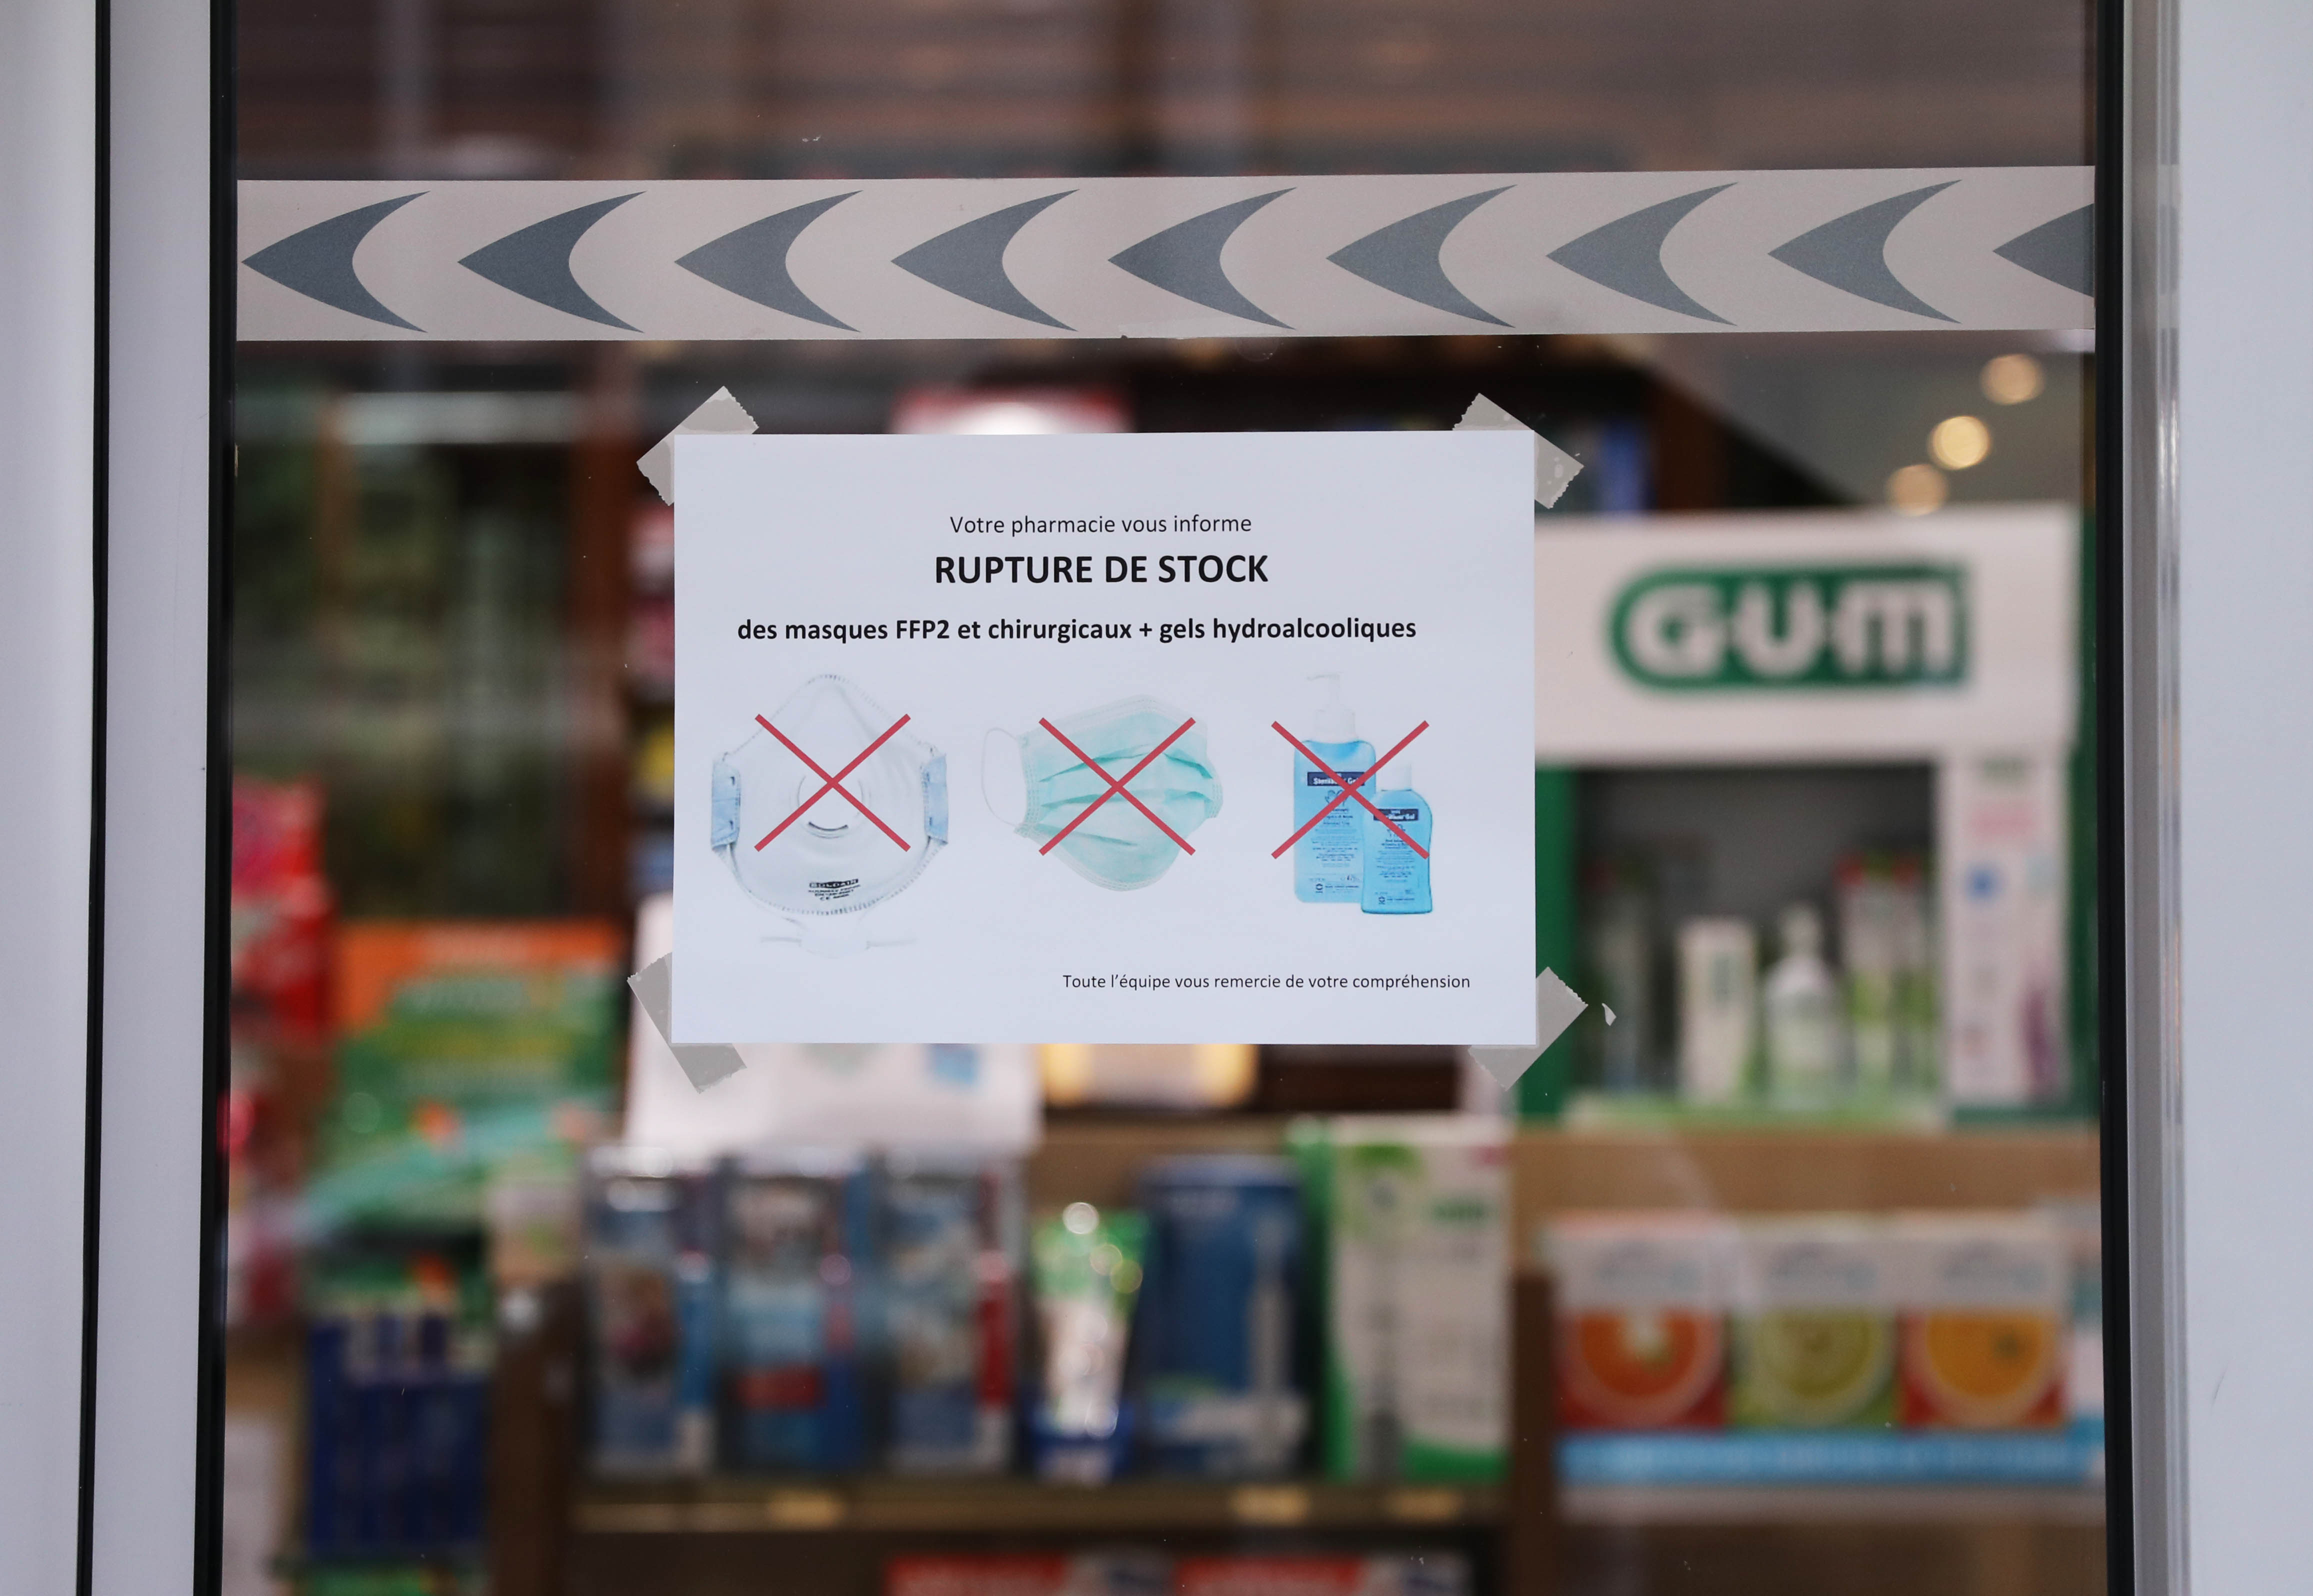 Votre pharmacie vous informe
RUPTURE DE STOCK
des masques FFP2 et chirurgicaux + gels hydroalcooliques
Toute l'équipe vous remercie de votre compréhension
G·U·M